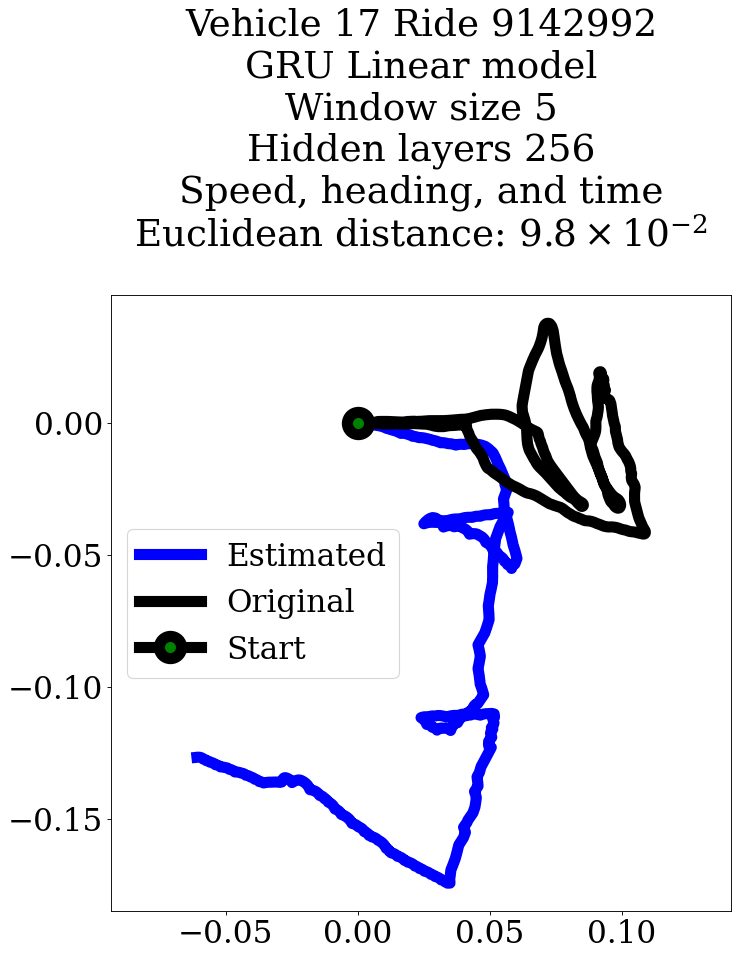 Vehicle 17 Ride 9142992
GRU Linear model
Window size 5
Hidden layers 256
Speed, heading, and time
Euclidean distance: 9.8 × 10⁻²
0.00
−0.05
−0.10
−0.15
Estimated
Original
Start
−0.05 0.00 0.05 0.10